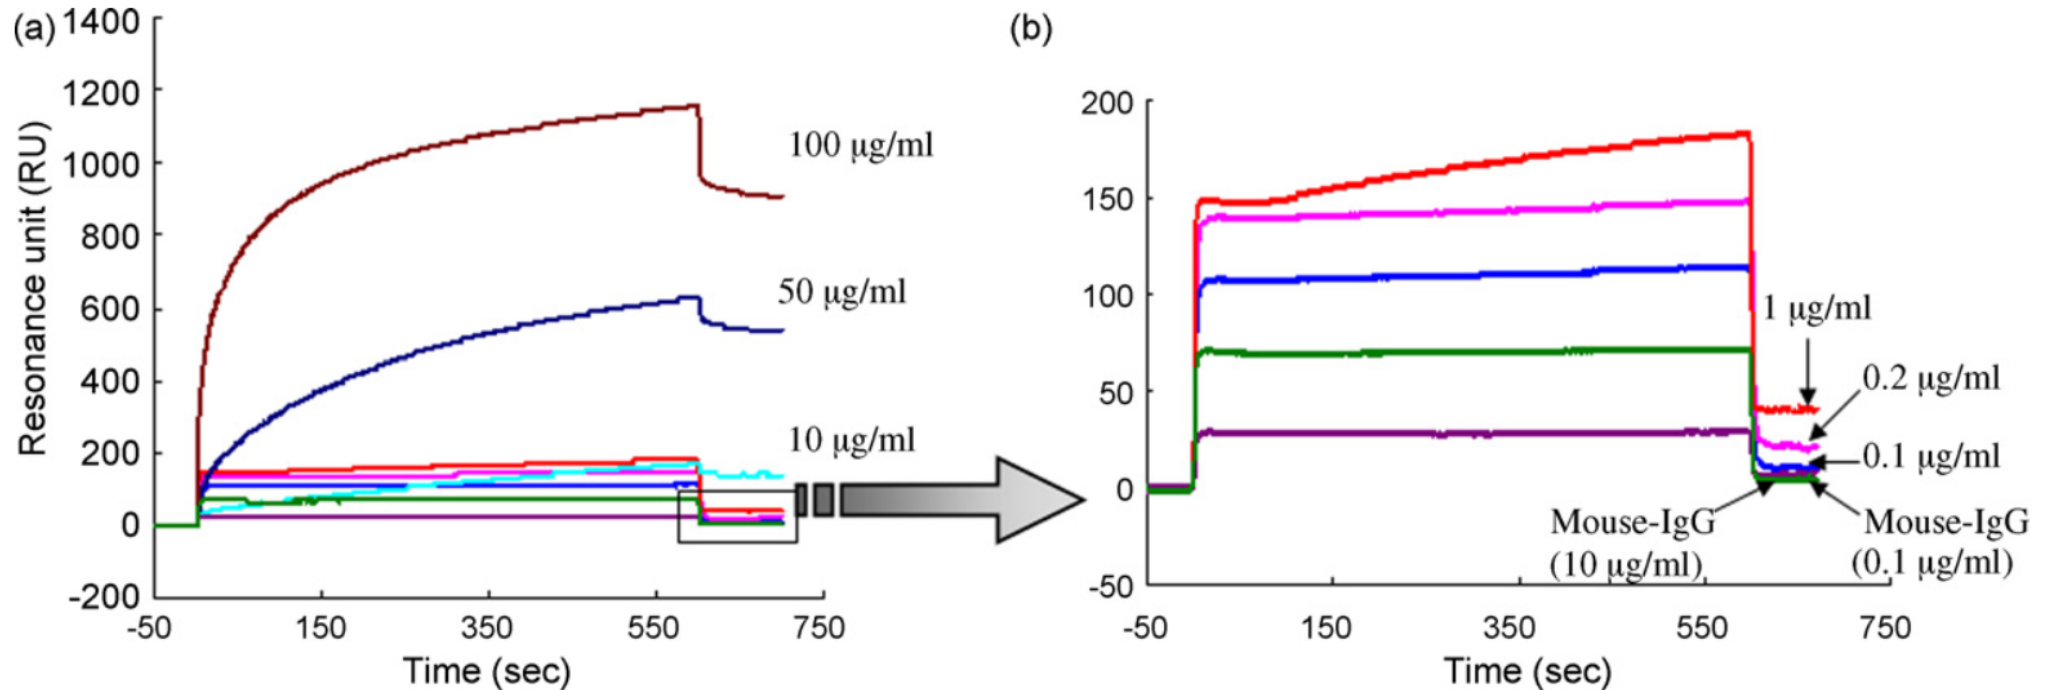 (a)
1400
1200
1000
800
600
400
200
0
-200
-50 150 350 550 750
Resonance unit (RU)
Time (sec)
100 μg/ml
50 μg/ml
10 μg/ml
(b)
200
150
100
50
0
-50
-50 150 350 550 750
Time (sec)
1 μg/ml
0.2 μg/ml
0.1 μg/ml
Mouse-IgG
(10 μg/ml)
Mouse-IgG
(0.1 μg/ml)